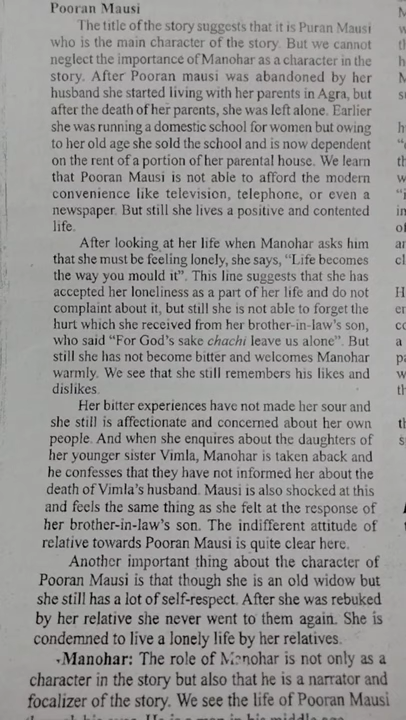 Pooran Mausi
The title of the story suggests that it is Puran Mausi
who is the main character of the story. But we cannot
neglect the importance of Manohar as a character in the
story. After Pooran mausi was abandoned by her
husband she started living with her parents in Agra, but
after the death of her parents, she was left alone. Earlier
she was running a domestic school for women but owing
to her old age she sold the school and is now dependent
on the rent of a portion of her parental house. We learn
that Pooran Mausi is not able to afford the modern
convenience like television, telephone, or even a
newspaper. But still she lives a positive and contented
life.
After looking at her life when Manohar asks him
that she must be feeling lonely, she says, “Life becomes
the way you mould it”. This line suggests that she has
accepted her loneliness as a part of her life and do not
complaint about it, but still she is not able to forget the
hurt which she received from her brother-in-law's son,
who said “For God's sake chachi leave us alone”. But
still she has not become bitter and welcomes Manohar
warmly. We see that she still remembers his likes and
dislikes.
Her bitter experiences have not made her sour and
she still is affectionate and concerned about her own
people. And when she enquires about the daughters of
her younger sister Vimla, Manohar is taken aback and
he confesses that they have not informed her about the
death of Vimla's husband. Mausi is also shocked at this
and feels the same thing as she felt at the response of
her brother-in-law's son. The indifferent attitude of
relative towards Pooran Mausi is quite clear here.
Another important thing about the character of
Pooran Mausi is that though she is an old widow but
she still has a lot of self-respect. After she was rebuked
by her relative she never went to them again. She is
condemned to live a lonely life by her relatives.
Manohar: The role of Manohar is not only as a
character in the story but also that he is a narrator and
focalizer of the story. We see the life of Pooran Mausi